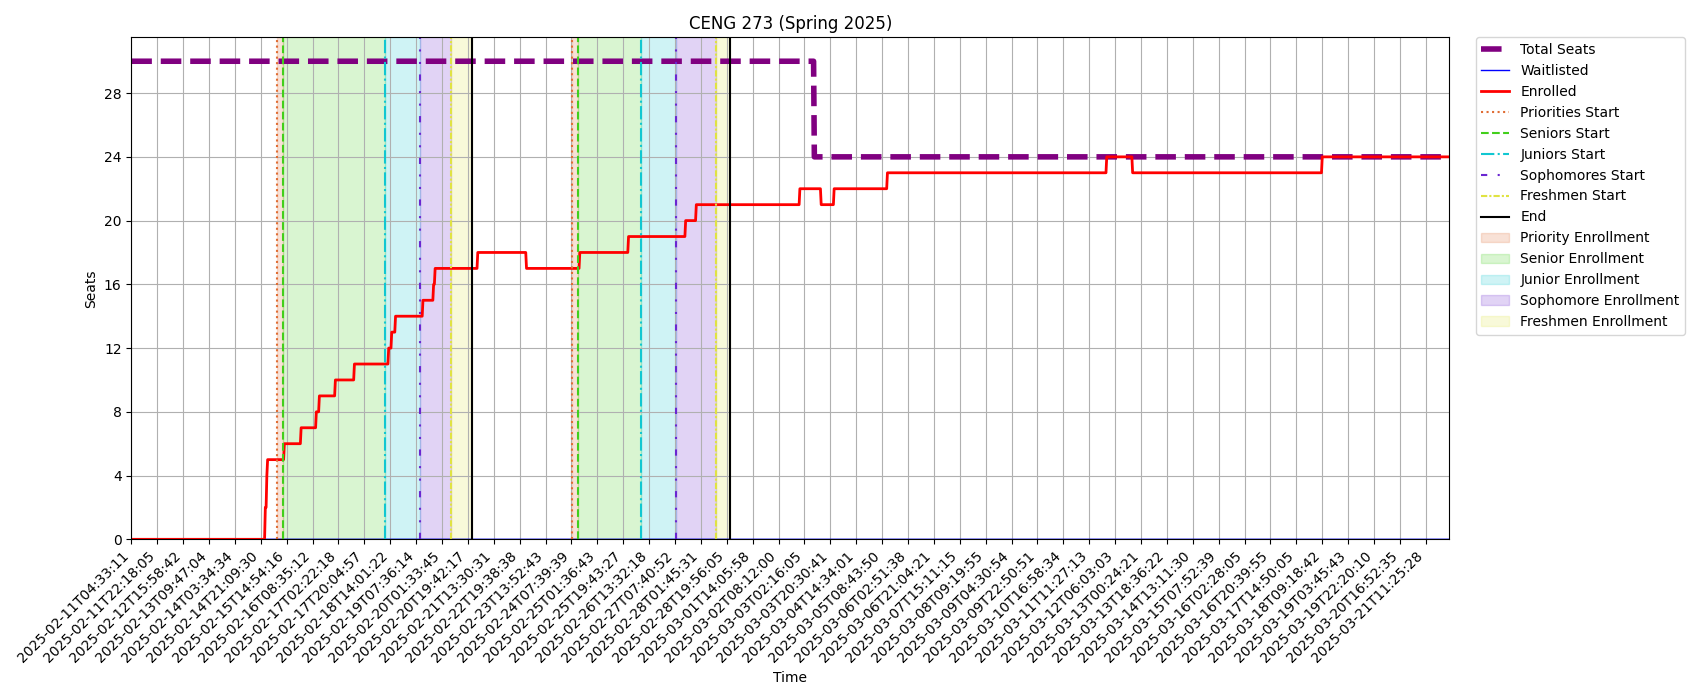 CENG 273 (Spring 2025)
Total Seats
Waitlisted
Enrolled
Priorities Start
Seniors Start
Juniors Start
Sophomores Start
Freshmen Start
End
Priority Enrollment
Senior Enrollment
Junior Enrollment
Sophomore Enrollment
Freshmen Enrollment
Seats
28
24
20
16
12
8
4
0
2025-02-11T04:33:11
2025-02-11T22:18:05
2025-02-12T15:58:42
2025-02-13T09:47:04
2025-02-14T03:34:34
2025-02-14T21:09:30
2025-02-15T14:54:16
2025-02-16T08:35:12
2025-02-17T02:22:18
2025-02-17T20:04:57
2025-02-18T14:01:22
2025-02-19T07:36:14
2025-02-20T01:33:45
2025-02-20T19:42:17
2025-02-21T13:30:31
2025-02-22T19:38:38
2025-02-23T13:52:43
2025-02-24T07:39:39
2025-02-25T01:36:43
2025-02-25T19:43:27
2025-02-26T13:32:18
2025-02-27T07:40:52
2025-02-28T01:45:31
2025-02-28T19:56:05
2025-03-01T14:05:58
2025-03-02T08:12:00
2025-03-03T02:16:05
2025-03-03T20:30:41
2025-03-04T14:34:01
2025-03-05T08:43:50
2025-03-06T02:51:38
2025-03-06T21:04:21
2025-03-07T15:11:15
2025-03-08T09:19:55
2025-03-09T04:30:54
2025-03-09T22:50:51
2025-03-10T16:58:34
2025-03-11T11:27:13
2025-03-12T06:03:03
2025-03-13T00:24:21
2025-03-13T18:36:22
2025-03-14T13:11:30
2025-03-15T07:52:39
2025-03-16T02:28:05
2025-03-16T20:39:55
2025-03-17T14:50:05
2025-03-18T09:18:42
2025-03-19T03:45:43
2025-03-19T22:20:10
2025-03-20T16:52:35
2025-03-21T11:25:28
Time